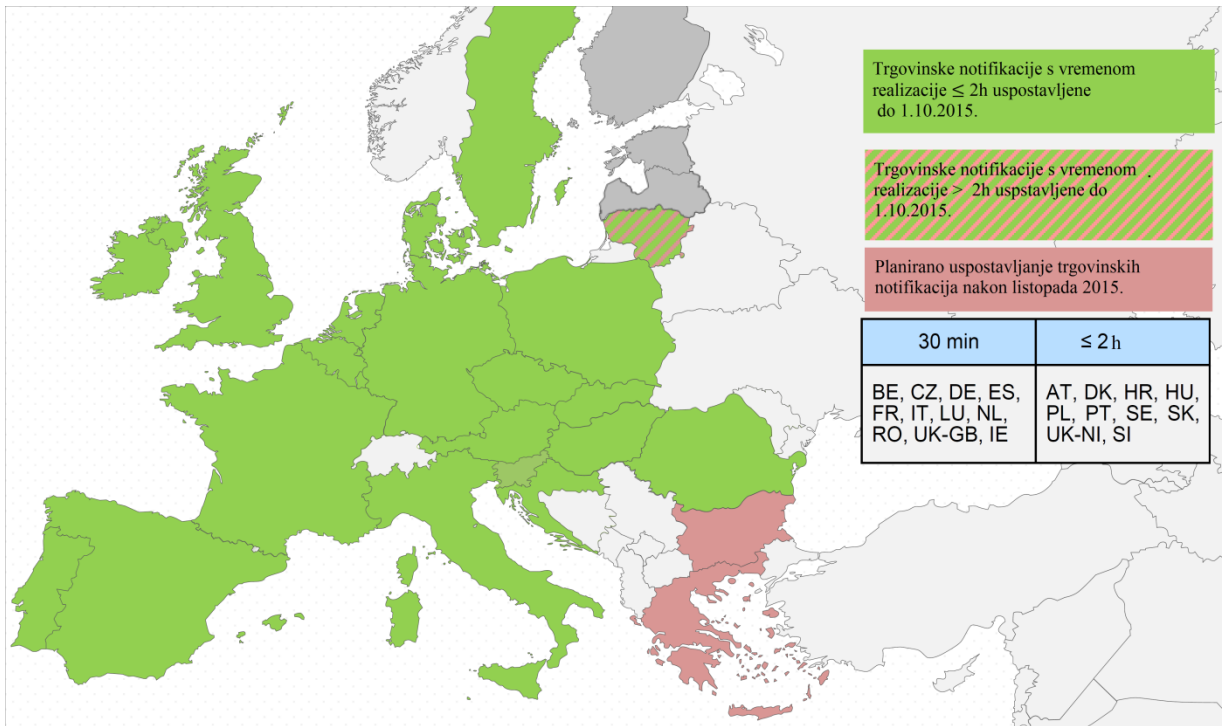 Trgovinske notifikacije s vremenom
realizacije ≤ 2h uspostavljene
do 1.10.2015.
Trgovinske notifikacije s vremenom .
realizacije > 2h uspstavljene do
1.10.2015.
Planirano uspostavljanje trgovinskih
notifikacija nakon listopada 2015.
30 min
≤ 2h
BE, CZ, DE, ES,
FR, IT, LU, NL,
RO, UK-GB, IE
AT, DK, HR, HU,
PL, PT, SE, SK,
UK-NI, SI